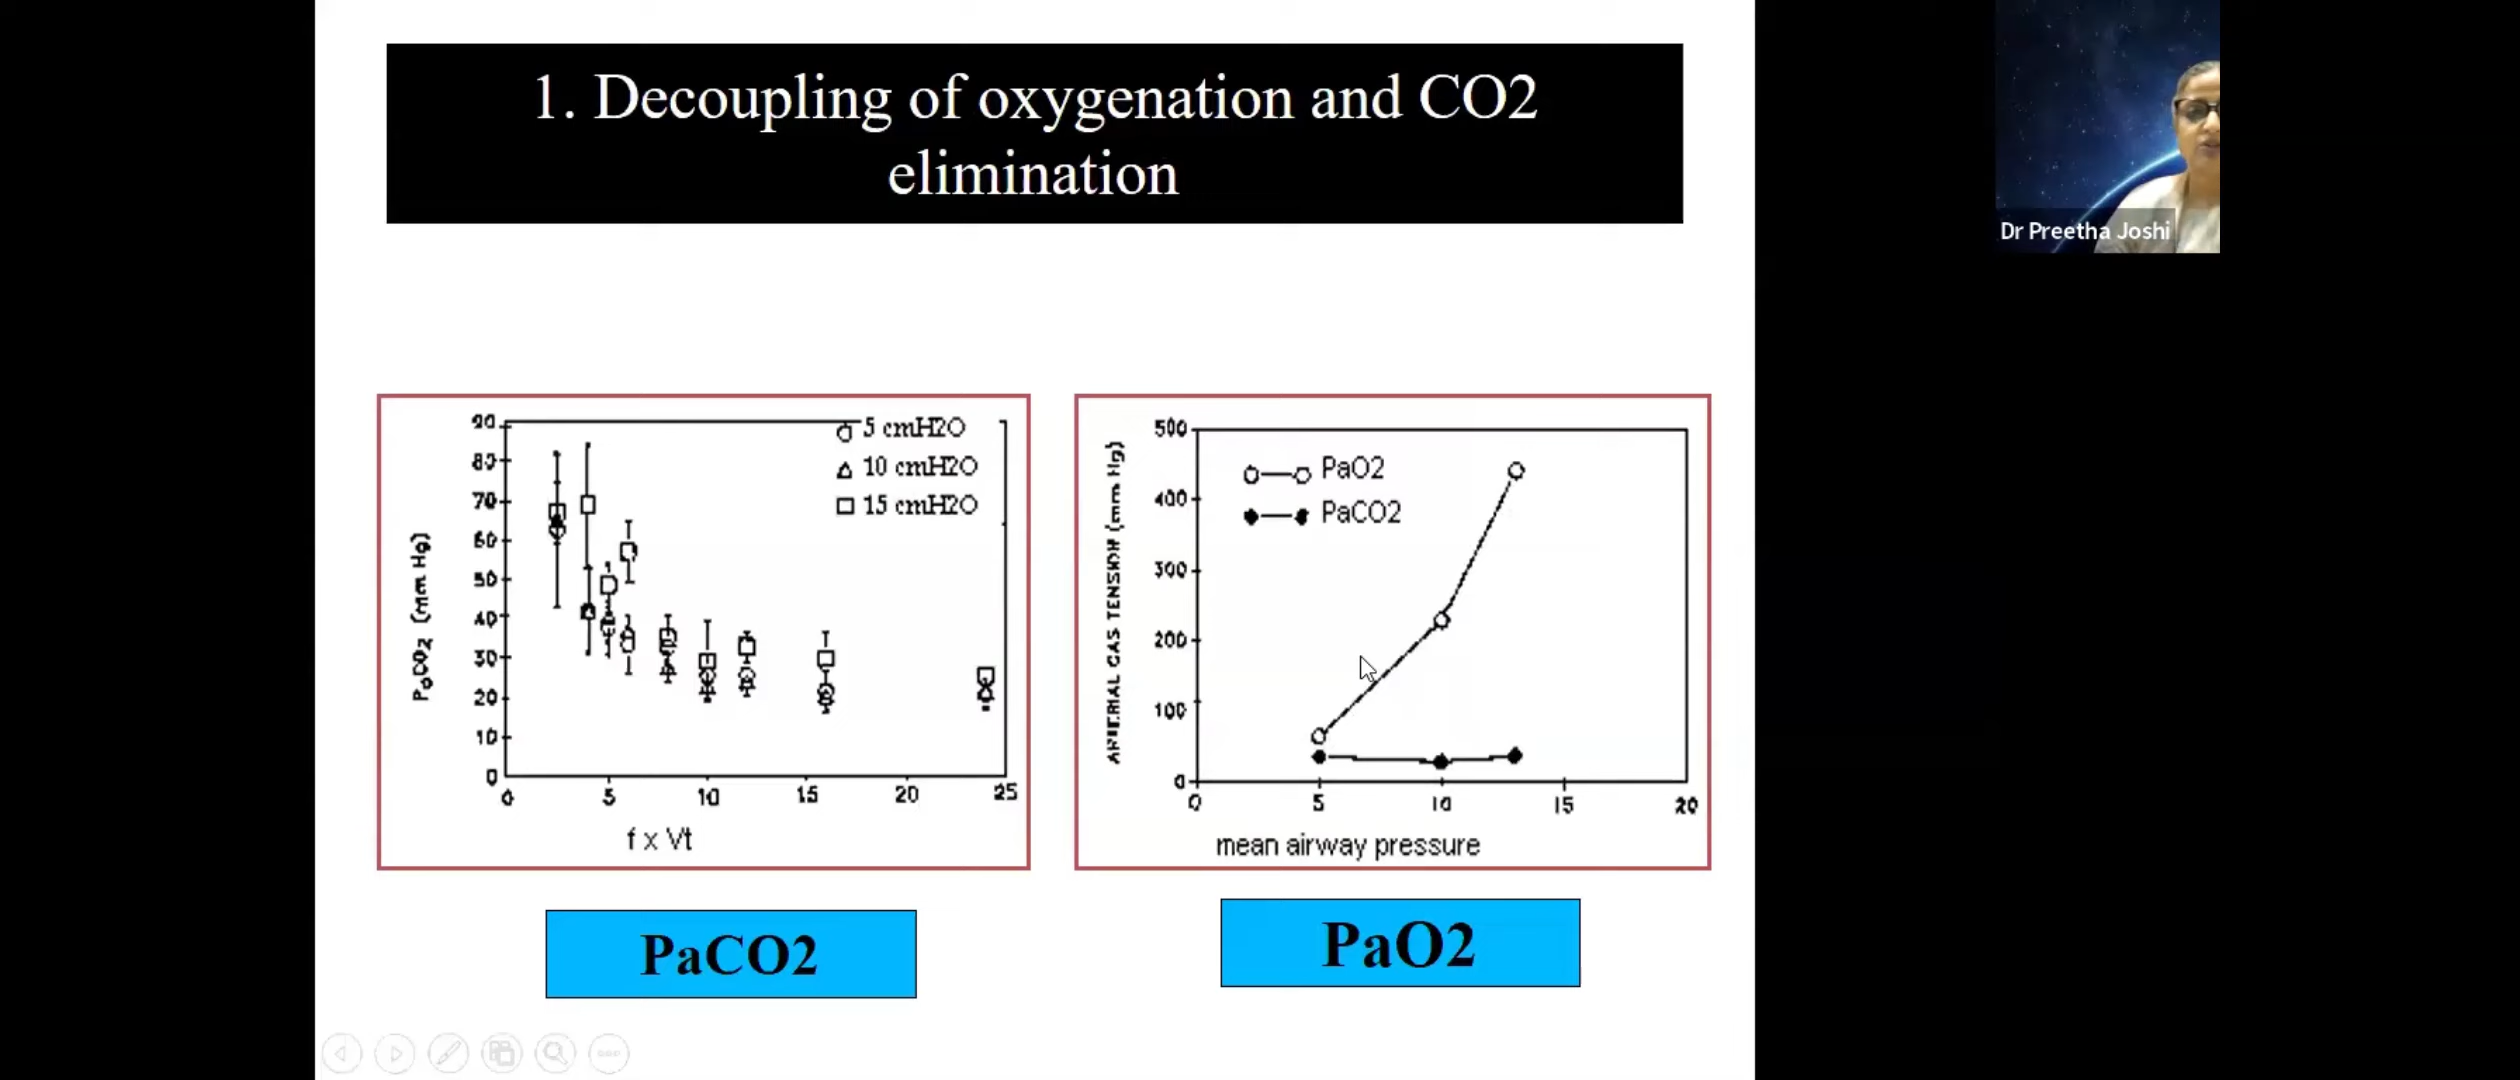 1. Decoupling of oxygenation and CO2
elimination
Dr Preetha Joshi
90
80
70
60
50
40
30
20
10
0
0 5 10 15 20 25
PaCO2 (mm Hg)
f x Vt
5 cmH2O
10 cmH2O
15 cmH2O
500
400
300
200
100
0
0 5 10 15 20
ARTERIAL GAS TENSION (mm Hg)
mean airway pressure
PaO2
PaCO2
PaCO2
PaO2